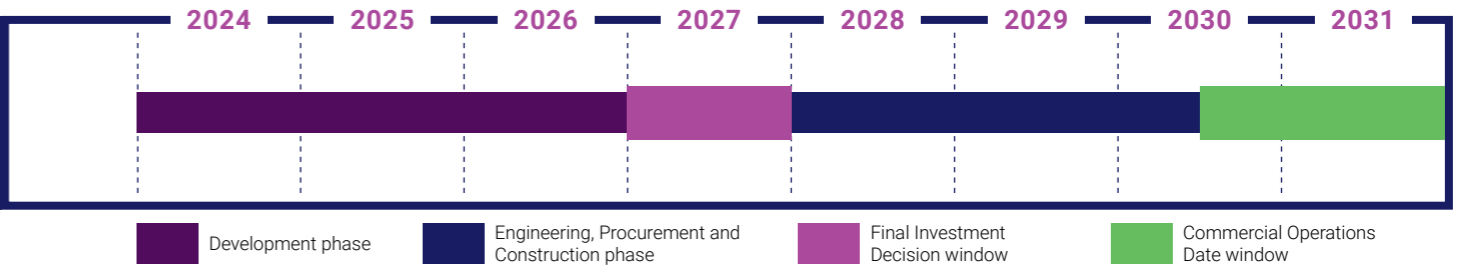 2024 2025 2026 2027 2028 2029 2030 2031
Development phase
Engineering, Procurement and
Construction phase
Final Investment
Decision window
Commercial Operations
Date window